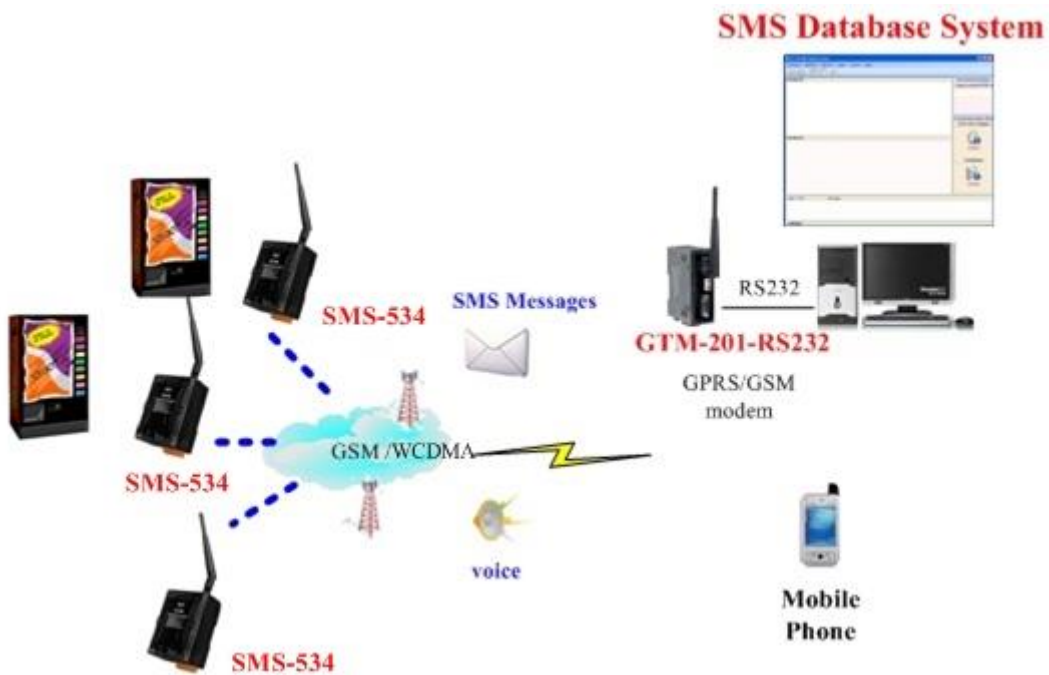 SMS Database System
SMS-534
SMS Messages
RS232
GTM-201-RS232
GPRS/GSM
modem
GSM /WCDMA
SMS-534
voice
Mobile
Phone
SMS-534